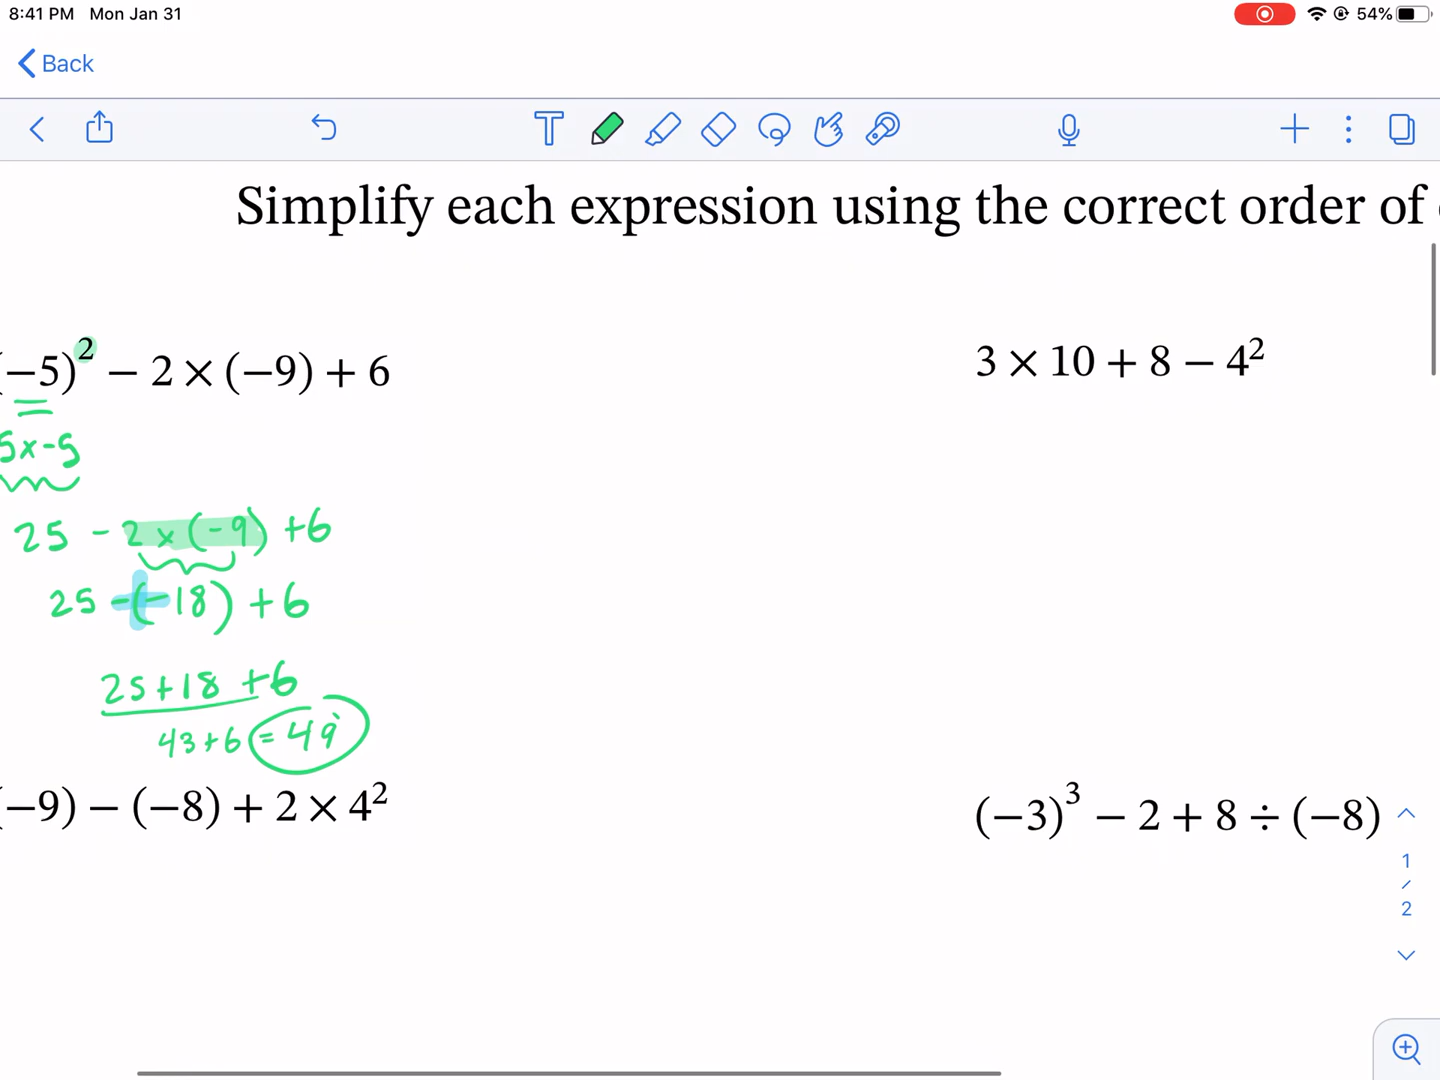 8:41 PM Mon Jan 31 54%
Back
T
Simplify each expression using the correct order of
(−5)² − 2 × (−9) + 6
3 × 10 + 8 − 4²
5x-5
25 - 2 x (-9) +6
25 -(-18) +6
25+18 +6
43+6 = 49
(−9) − (−8) + 2 × 4²
(−3)³ − 2 + 8 ÷ (−8)
1
/
2